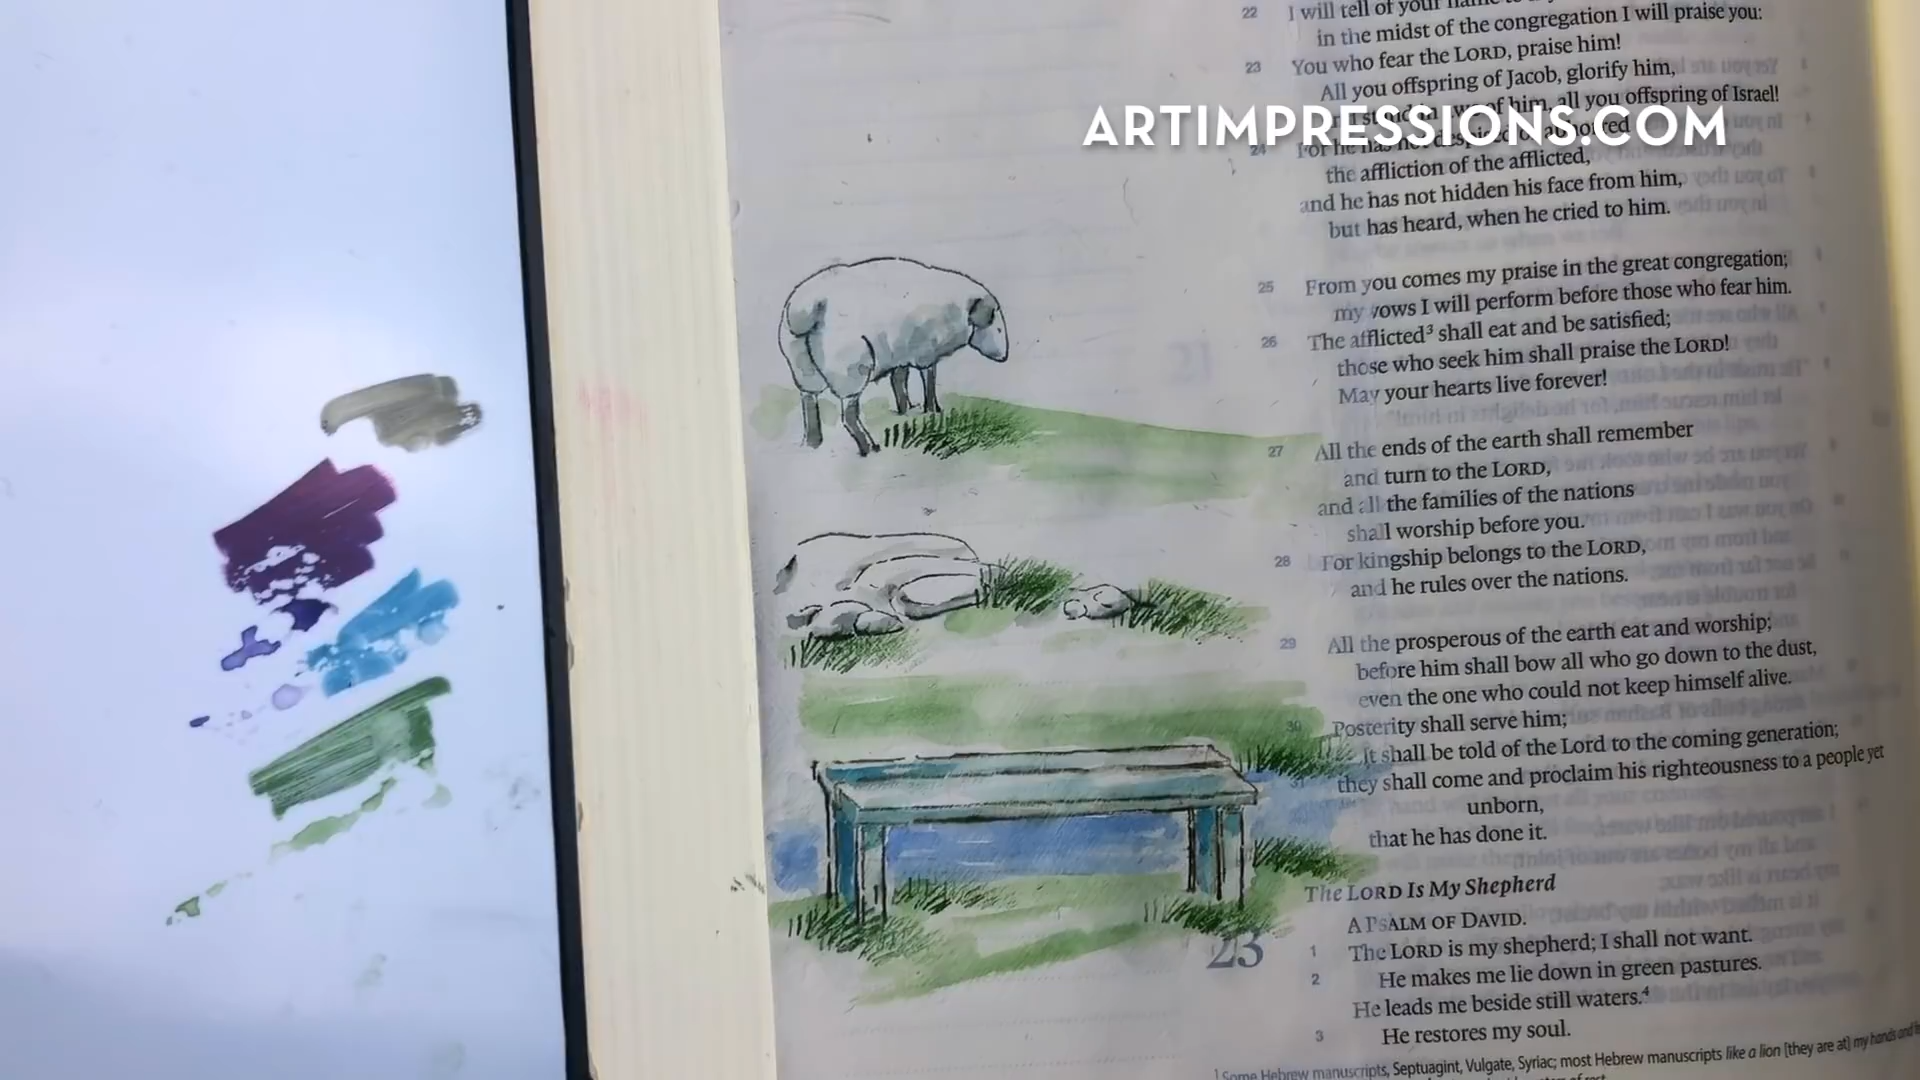 22 I will tell of your name
in the midst of the congregation I will praise you:
23 You who fear the LORD, praise him!
All you offspring of Jacob, glorify him,
of him, all you offspring of Israel!
ARTIMPRESSIONS.COM
24 For he has not despised or abhorred
the affliction of the afflicted,
and he has not hidden his face from him,
but has heard, when he cried to him.
25 From you comes my praise in the great congregation;
my vows I will perform before those who fear him.
26 The afflicted³ shall eat and be satisfied;
those who seek him shall praise the LORD!
May your hearts live forever!
27 All the ends of the earth shall remember
and turn to the LORD,
and all the families of the nations
shall worship before you.
28 For kingship belongs to the LORD,
and he rules over the nations.
29 All the prosperous of the earth eat and worship;
before him shall bow all who go down to the dust,
even the one who could not keep himself alive.
30 Posterity shall serve him;
it shall be told of the Lord to the coming generation;
31 they shall come and proclaim his righteousness to a people yet
unborn,
that he has done it.
The LORD Is My Shepherd
A PSALM OF DAVID.
23 1 The LORD is my shepherd; I shall not want.
2 He makes me lie down in green pastures.
He leads me beside still waters.⁴
3 He restores my soul.
¹ Some Hebrew manuscripts, Septuagint, Vulgate, Syriac; most Hebrew manuscripts like a lion [they are at] my hands and